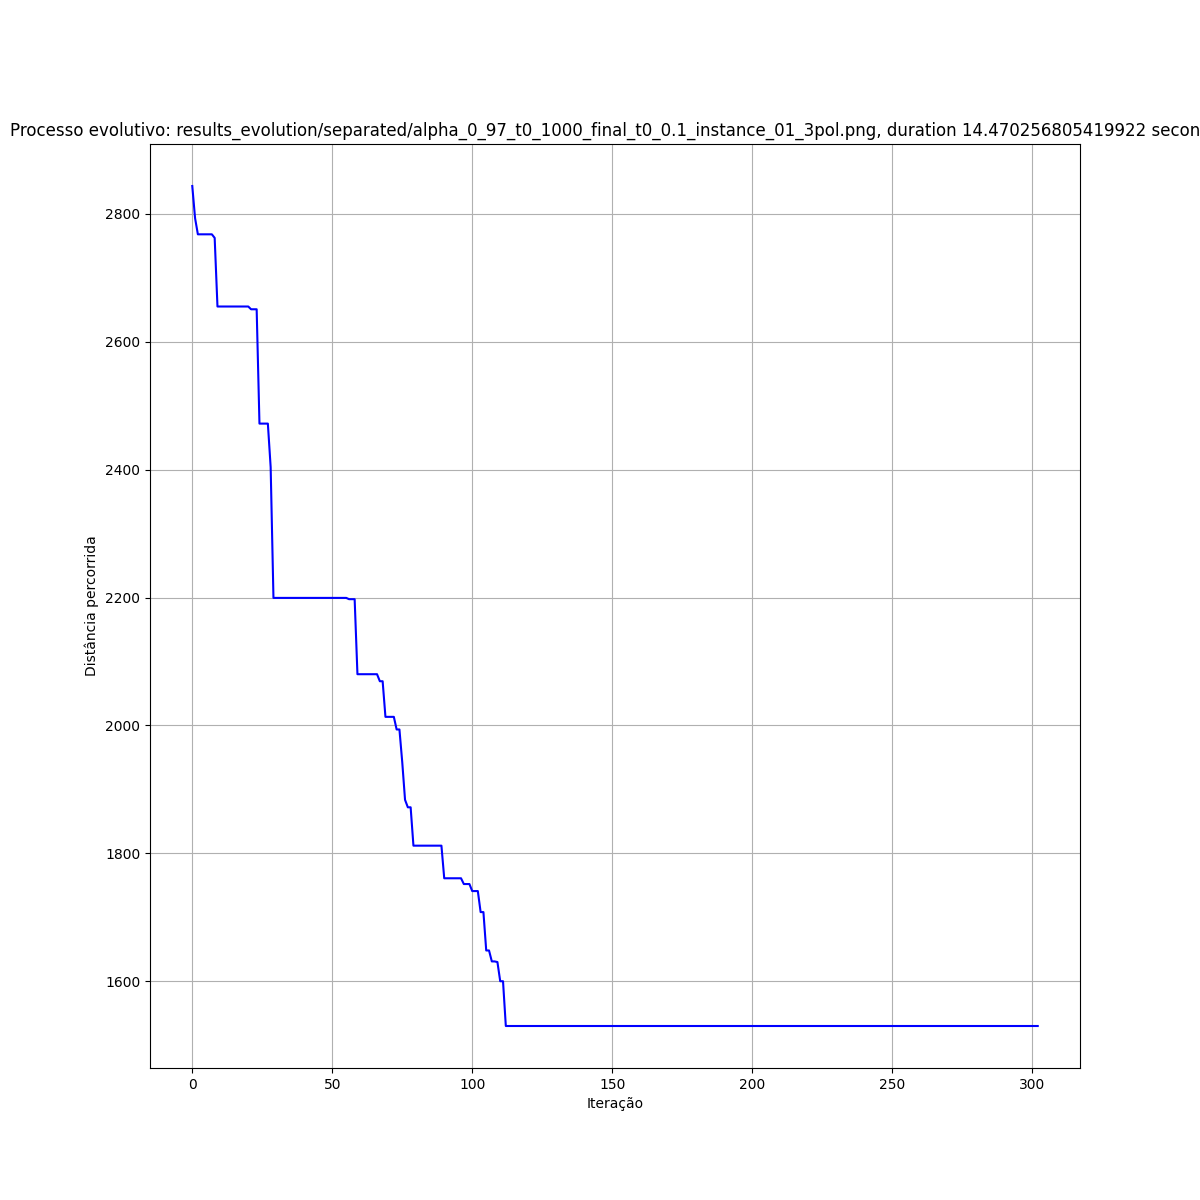 Processo evolutivo: results_evolution/separated/alpha_0_97_t0_1000_final_t0_0.1_instance_01_3pol.png, duration 14.470256805419922 secon
2800
2600
2400
2200
2000
1800
1600
Distância percorrida
0 50 100 150 200 250 300
Iteração